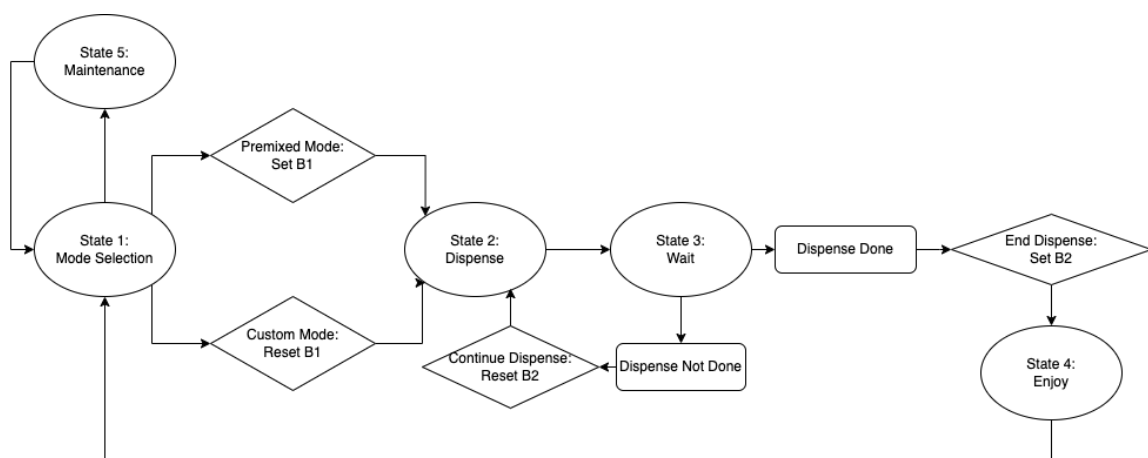 State 5:
Maintenance
Premixed Mode:
Set B1
State 1:
Mode Selection
State 2:
Dispense
State 3:
Wait
Dispense Done
End Dispense:
Set B2
Custom Mode:
Reset B1
Continue Dispense:
Reset B2
Dispense Not Done
State 4:
Enjoy